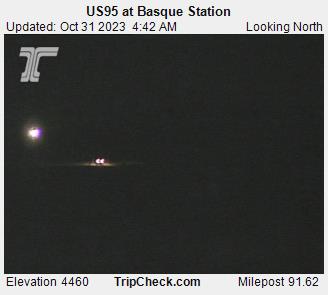 US95 at Basque Station
Updated: Oct 31 2023 4:42 AM Looking North
Elevation 4460 TripCheck.com Milepost 91.62